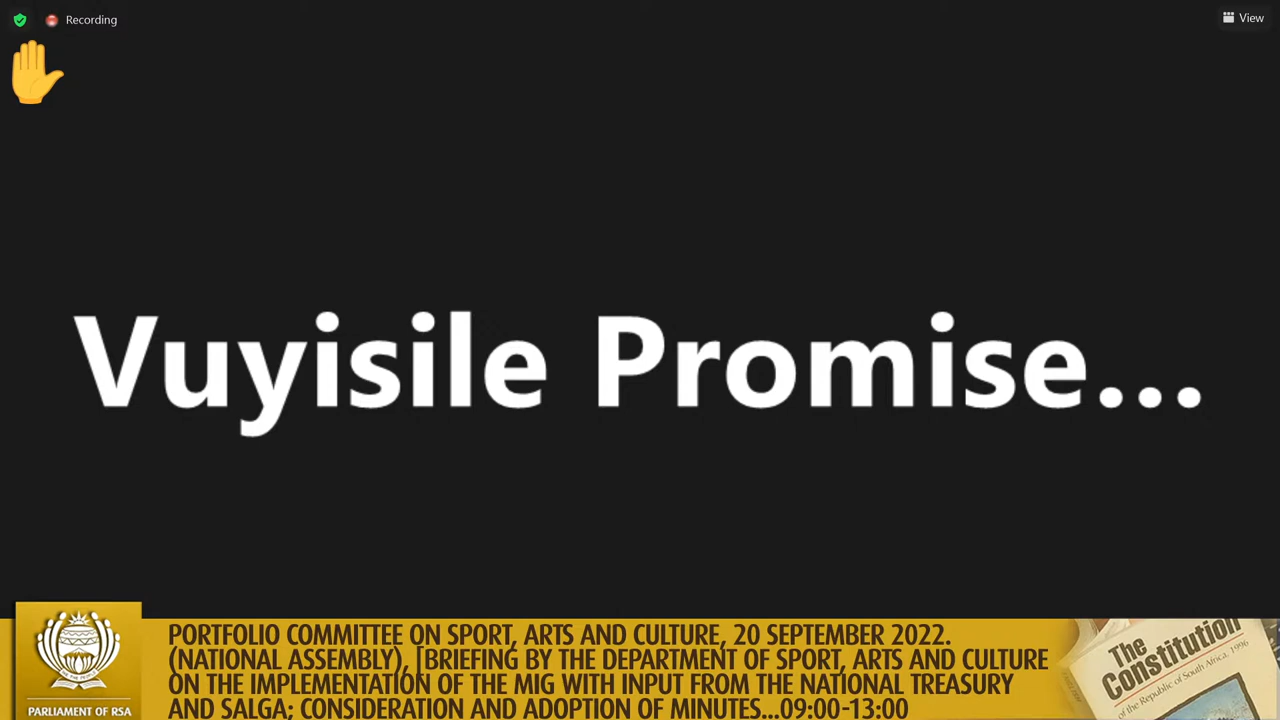 Recording
View
Vuyisile Promise...
PORTFOLIO COMMITTEE ON SPORT, ARTS AND CULTURE, 20 SEPTEMBER 2022.
(NATIONAL ASSEMBLY), [BRIEFING BY THE DEPARTMENT OF SPORT, ARTS AND CULTURE
ON THE IMPLEMENTATION OF THE MIG WITH INPUT FROM THE NATIONAL TREASURY
AND SALGA; CONSIDERATION AND ADOPTION OF MINUTES...09:00-13:00
PARLIAMENT OF RSA
The
Constitution
of the Republic of South Africa, 1996